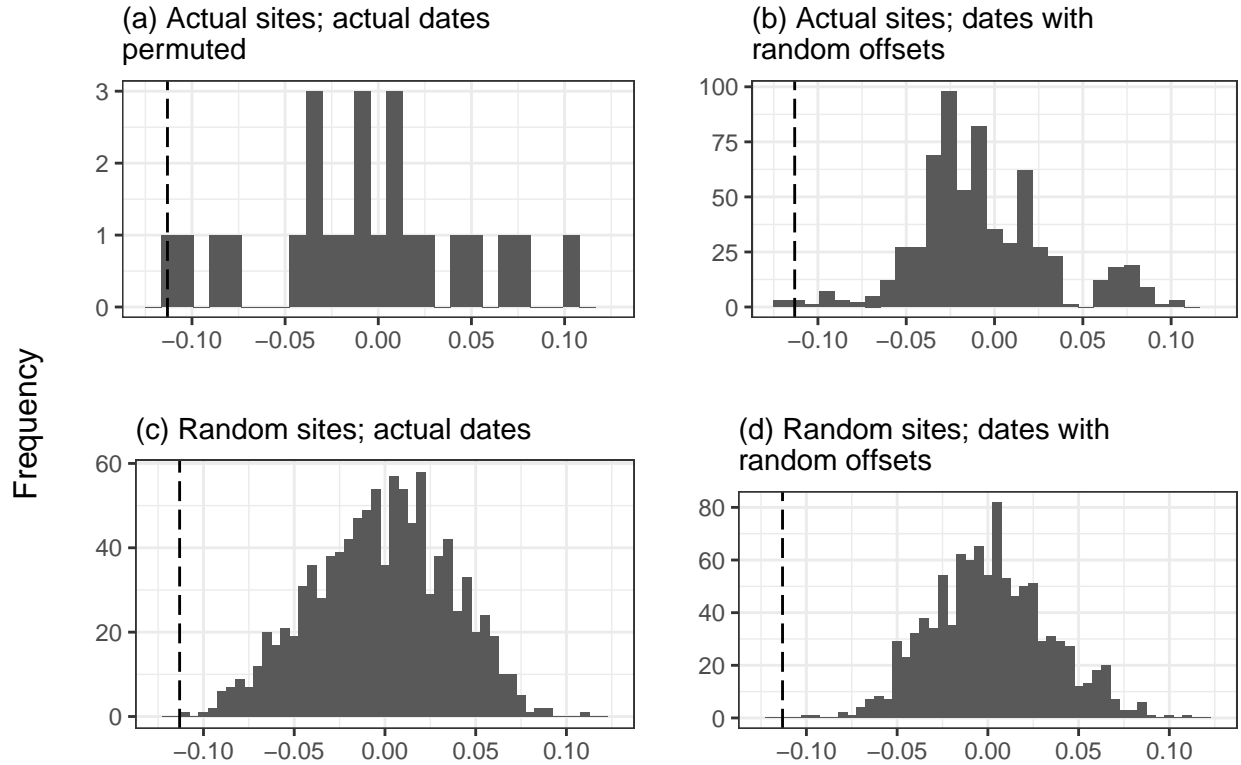 (a) Actual sites; actual dates
permuted
3
2
1
0
−0.10 −0.05 0.00 0.05 0.10
(b) Actual sites; dates with
random offsets
100
75
50
25
0
−0.10 −0.05 0.00 0.05 0.10
Frequency
(c) Random sites; actual dates
60
40
20
0
−0.10 −0.05 0.00 0.05 0.10
(d) Random sites; dates with
random offsets
80
60
40
20
0
−0.10 −0.05 0.00 0.05 0.10